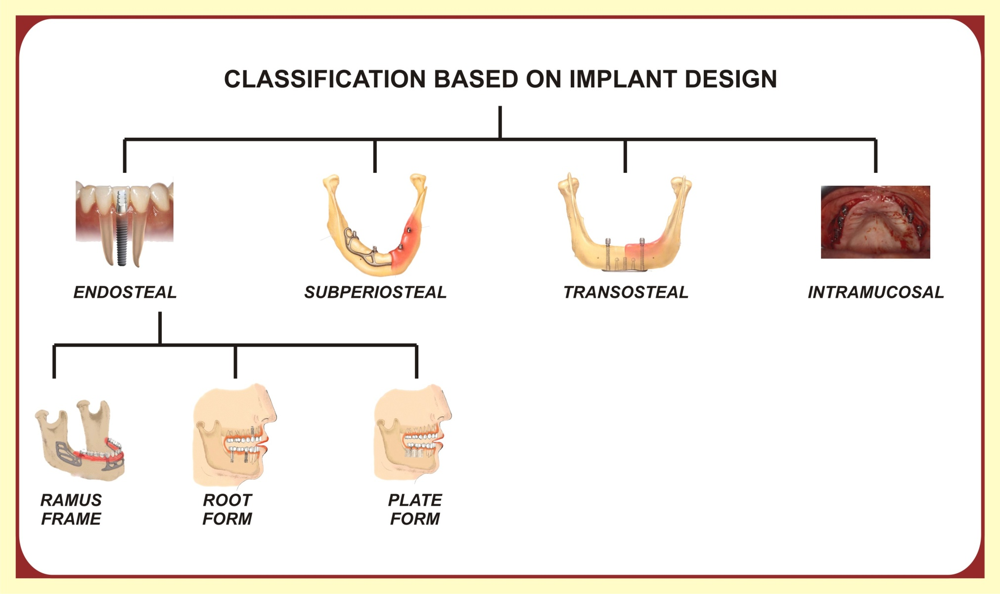 CLASSIFICATION BASED ON IMPLANT DESIGN
ENDOSTEAL
SUBPERIOSTEAL
TRANSOSTEAL
INTRAMUCOSAL
RAMUS
FRAME
ROOT
FORM
PLATE
FORM